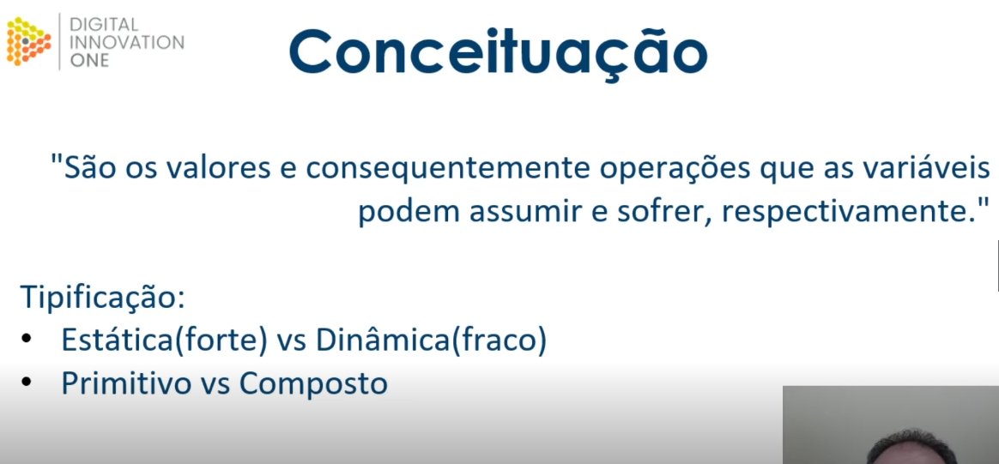 DIGITAL
INNOVATION
ONE
Conceituação
"São os valores e consequentemente operações que as variáveis
podem assumir e sofrer, respectivamente."
Tipificação:
• Estática(forte) vs Dinâmica(fraco)
• Primitivo vs Composto